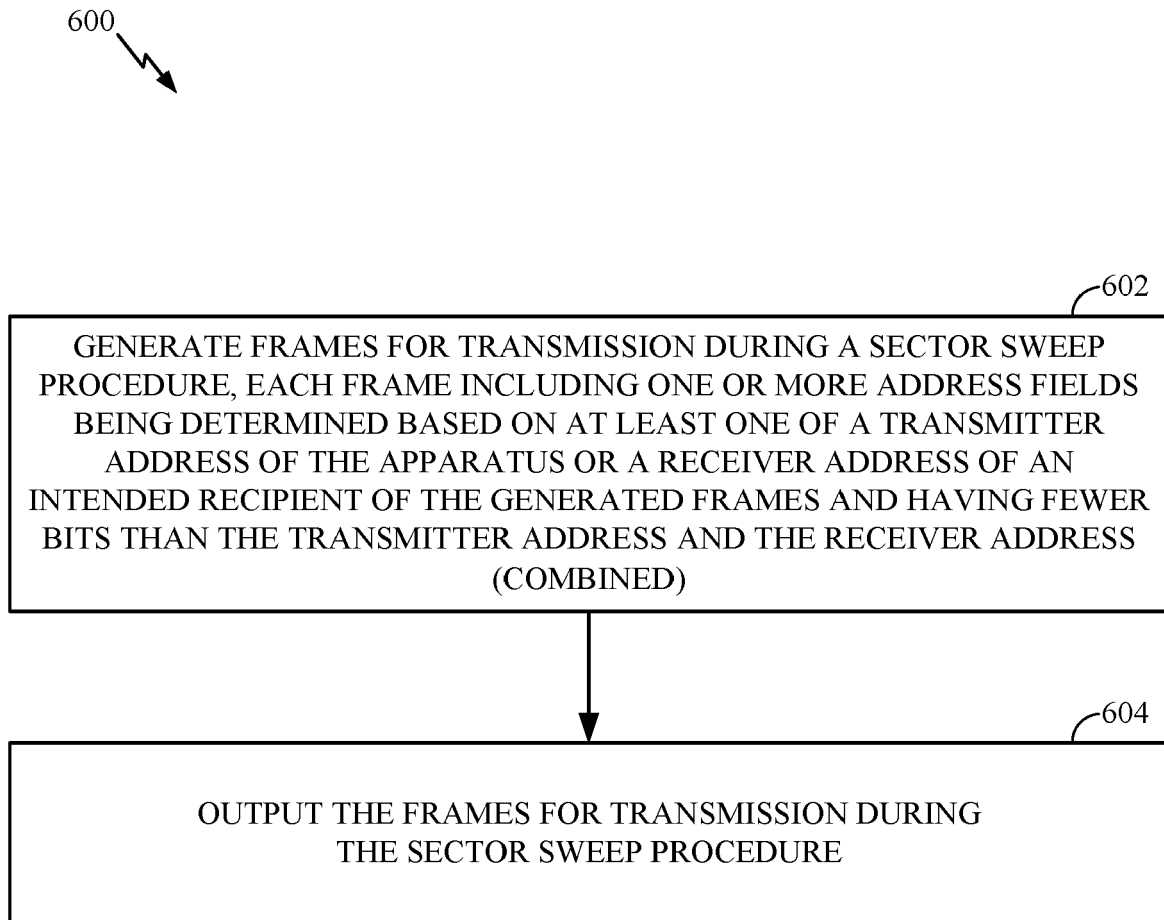 600
602
GENERATE FRAMES FOR TRANSMISSION DURING A SECTOR SWEEP
PROCEDURE, EACH FRAME INCLUDING ONE OR MORE ADDRESS FIELDS
BEING DETERMINED BASED ON AT LEAST ONE OF A TRANSMITTER
ADDRESS OF THE APPARATUS OR A RECEIVER ADDRESS OF AN
INTENDED RECIPIENT OF THE GENERATED FRAMES AND HAVING FEWER
BITS THAN THE TRANSMITTER ADDRESS AND THE RECEIVER ADDRESS
(COMBINED)
604
OUTPUT THE FRAMES FOR TRANSMISSION DURING
THE SECTOR SWEEP PROCEDURE